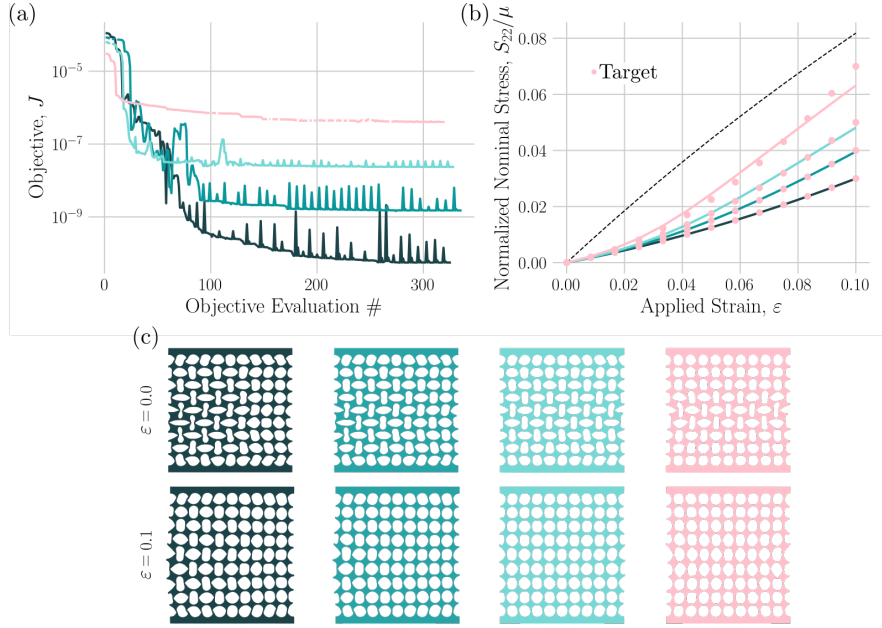 (a)
Objective, J
10⁻⁵
10⁻⁷
10⁻⁹
0
100
200
300
Objective Evaluation #
(b)
Normalized Nominal Stress, S₂₂/μ
0.08
0.06
0.04
0.02
0.00
Target
0.00
0.02
0.04
0.06
0.08
0.10
Applied Strain, ε
(c)
ε = 0.0
ε = 0.1